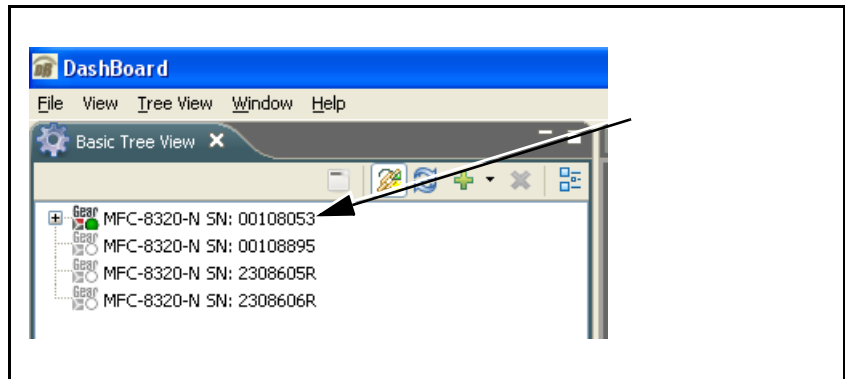 DashBoard
File View Tree View Window Help
Basic Tree View
Gear MFC-8320-N SN: 00108053
Gear MFC-8320-N SN: 00108895
Gear MFC-8320-N SN: 2308605R
Gear MFC-8320-N SN: 2308606R